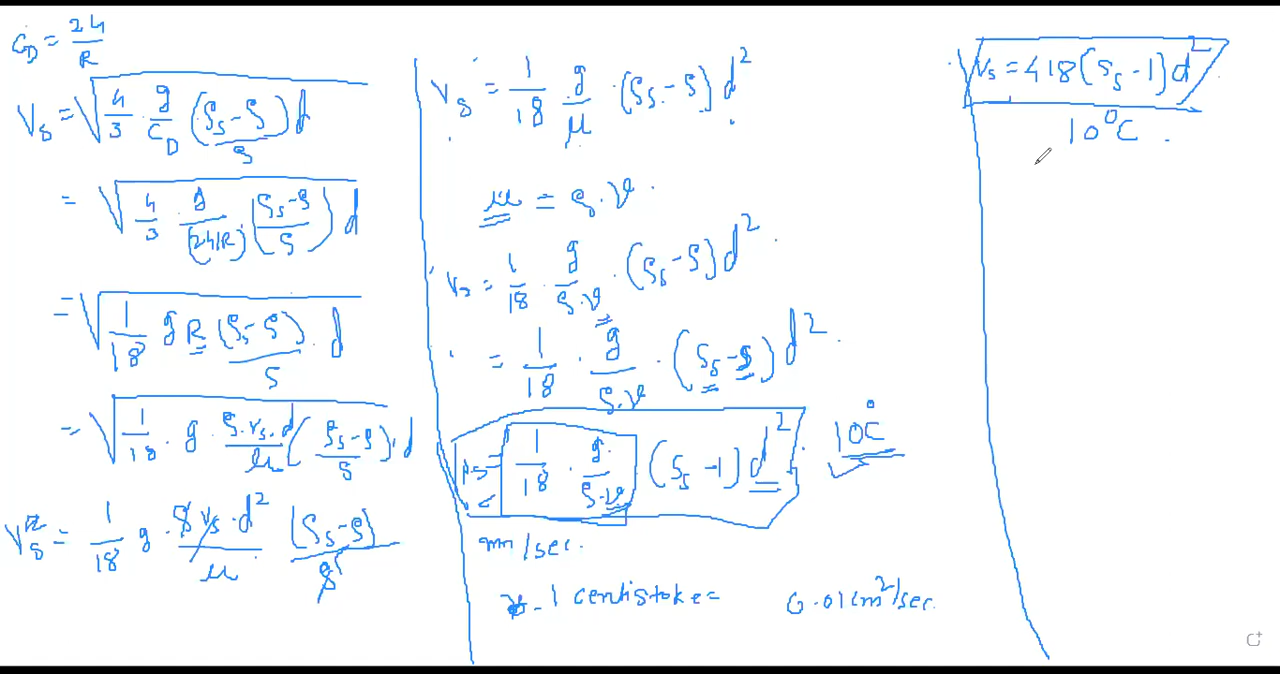 C_D = 24/R
V_s = √(4/3 · g/C_D (ρ_s - ρ)/ρ d)
= √(4/3 · g/(24/R) · (ρ_s - ρ)/ρ) d
= √(1/18 g R (ρ_s - ρ)/ρ · d)
= √(1/18 · g · ρ·v_s·d/μ (ρ_s - ρ)/ρ) · d
V_s² = 1/18 g · ρ v_s · d²/μ (ρ_s - ρ)/ρ
V_s = 1/18 g/μ · (ρ_s - ρ) d²
μ = ρ.ν
V_s = 1/18 · g/ρ.ν · (ρ_s - ρ) d²
= 1/18 · g/ρ.ν · (S_s - S) d²
= 1/18 · g/ρ.ν (S_s - 1) d² 10°C
mm/sec.
1 centistoke = 0.01 cm²/sec.
V_s = 418 (S_s - 1) d²
10°C